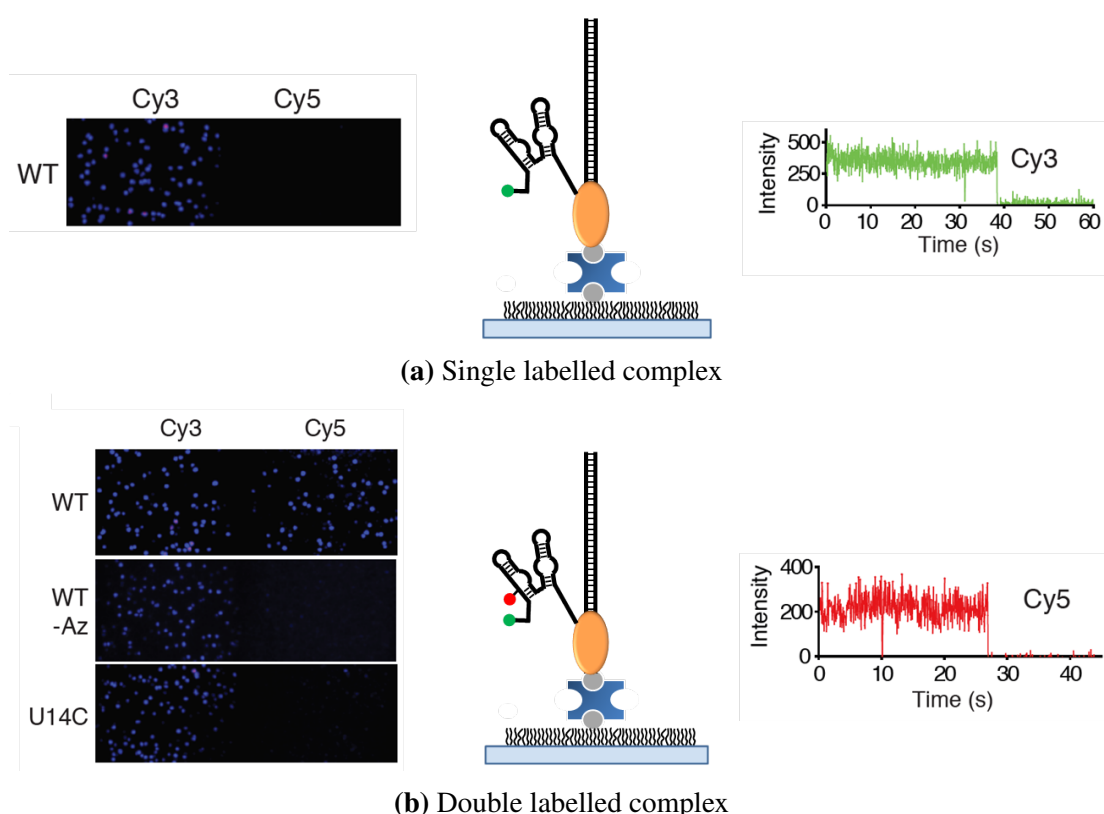 Cy3 Cy5
WT
Intensity
500
250
0
Cy3
0 10 20 30 40 50 60
Time (s)
(a) Single labelled complex
Cy3 Cy5
WT
WT
-Az
U14C
Intensity
400
200
0
Cy5
0 10 20 30 40
Time (s)
(b) Double labelled complex